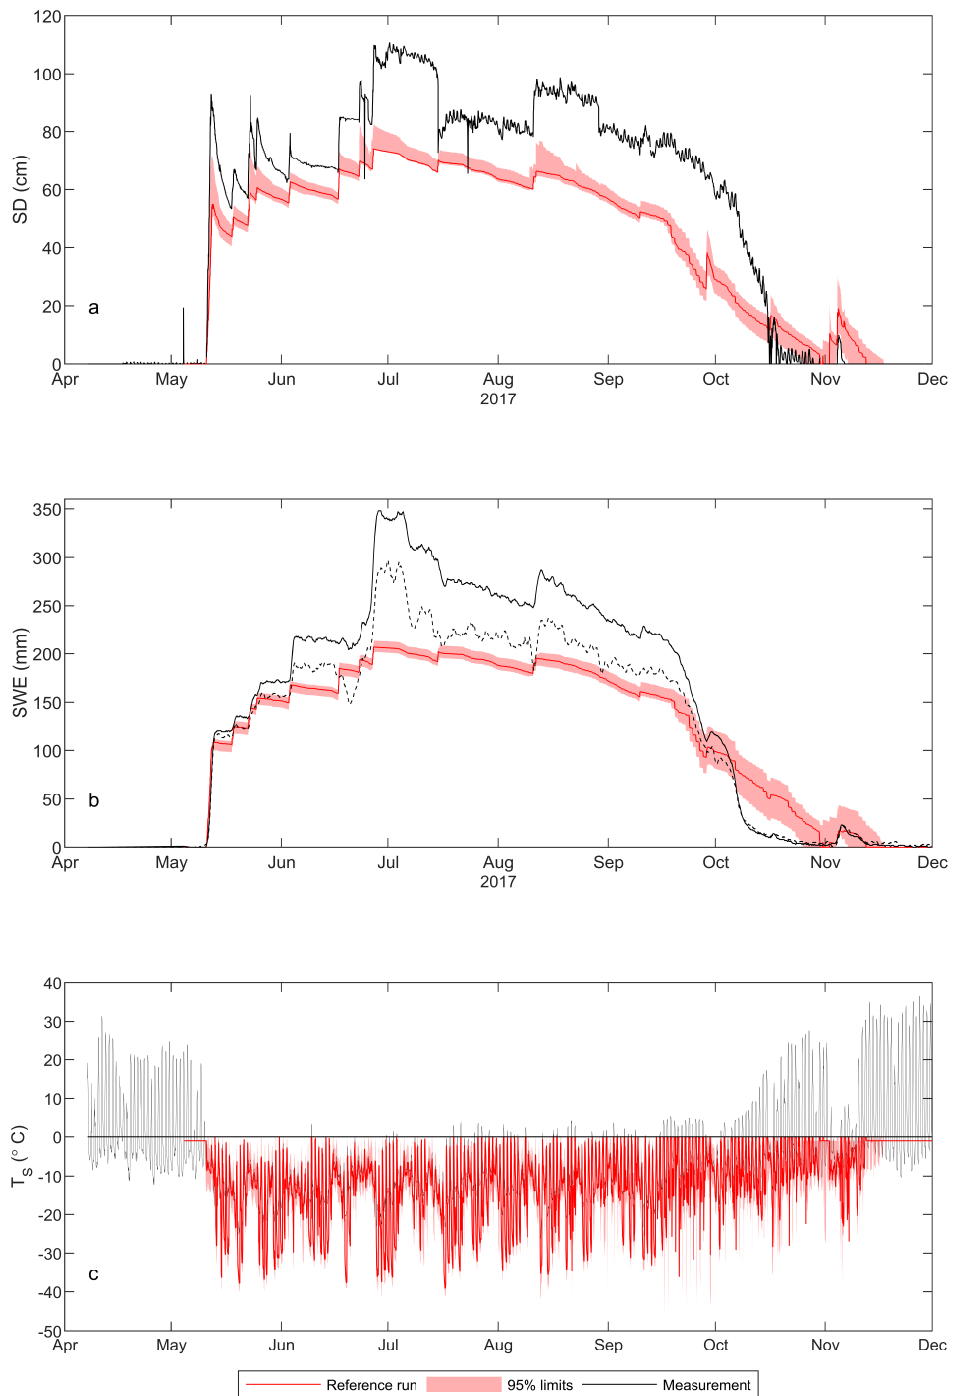 120
100
80
60
40
20
0
SD (cm)
a
Apr May Jun Jul Aug Sep Oct Nov Dec
2017
350
300
250
200
150
100
50
0
SWE (mm)
b
Apr May Jun Jul Aug Sep Oct Nov Dec
2017
40
30
20
10
0
-10
-20
-30
-40
-50
T_S (° C)
c
Apr May Jun Jul Aug Sep Oct Nov Dec
Reference run 95% limits Measurement